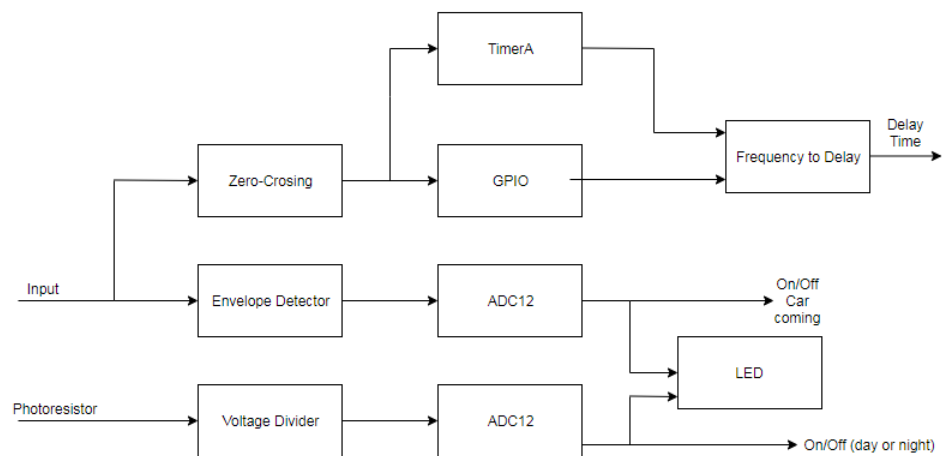 TimerA
Delay
Time
Frequency to Delay
Zero-Crosing
GPIO
Input
Envelope Detector
ADC12
On/Off
Car
coming
LED
Photoresistor
Voltage Divider
ADC12
On/Off (day or night)